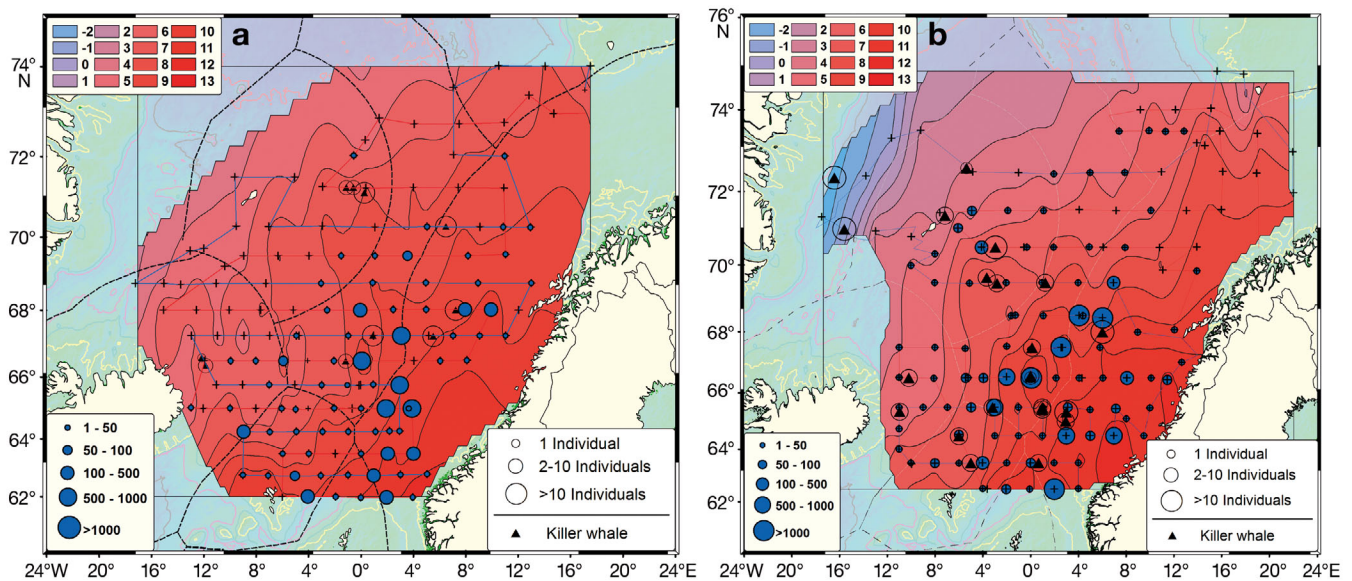 a
-2 2 6 10
-1 3 7 11
0 4 8 12
1 5 9 13
74°
N
72°
70°
68°
66°
64°
62°
1 - 50
50 - 100
100 - 500
500 - 1000
>1000
1 Individual
2-10 Individuals
>10 Individuals
Killer whale
24°W 20° 16° 12° 8° 4° 0° 4° 8° 12° 16° 20° 24°E
b
76°
N
-2 2 6 10
-1 3 7 11
0 4 8 12
1 5 9 13
74°
72°
70°
68°
66°
64°
62°
1 - 50
50 - 100
100 - 500
500 - 1000
>1000
1 Individual
2-10 Individuals
>10 Individuals
Killer whale
24°W 20° 16° 12° 8° 4° 0° 4° 8° 12° 16° 20° 24°E